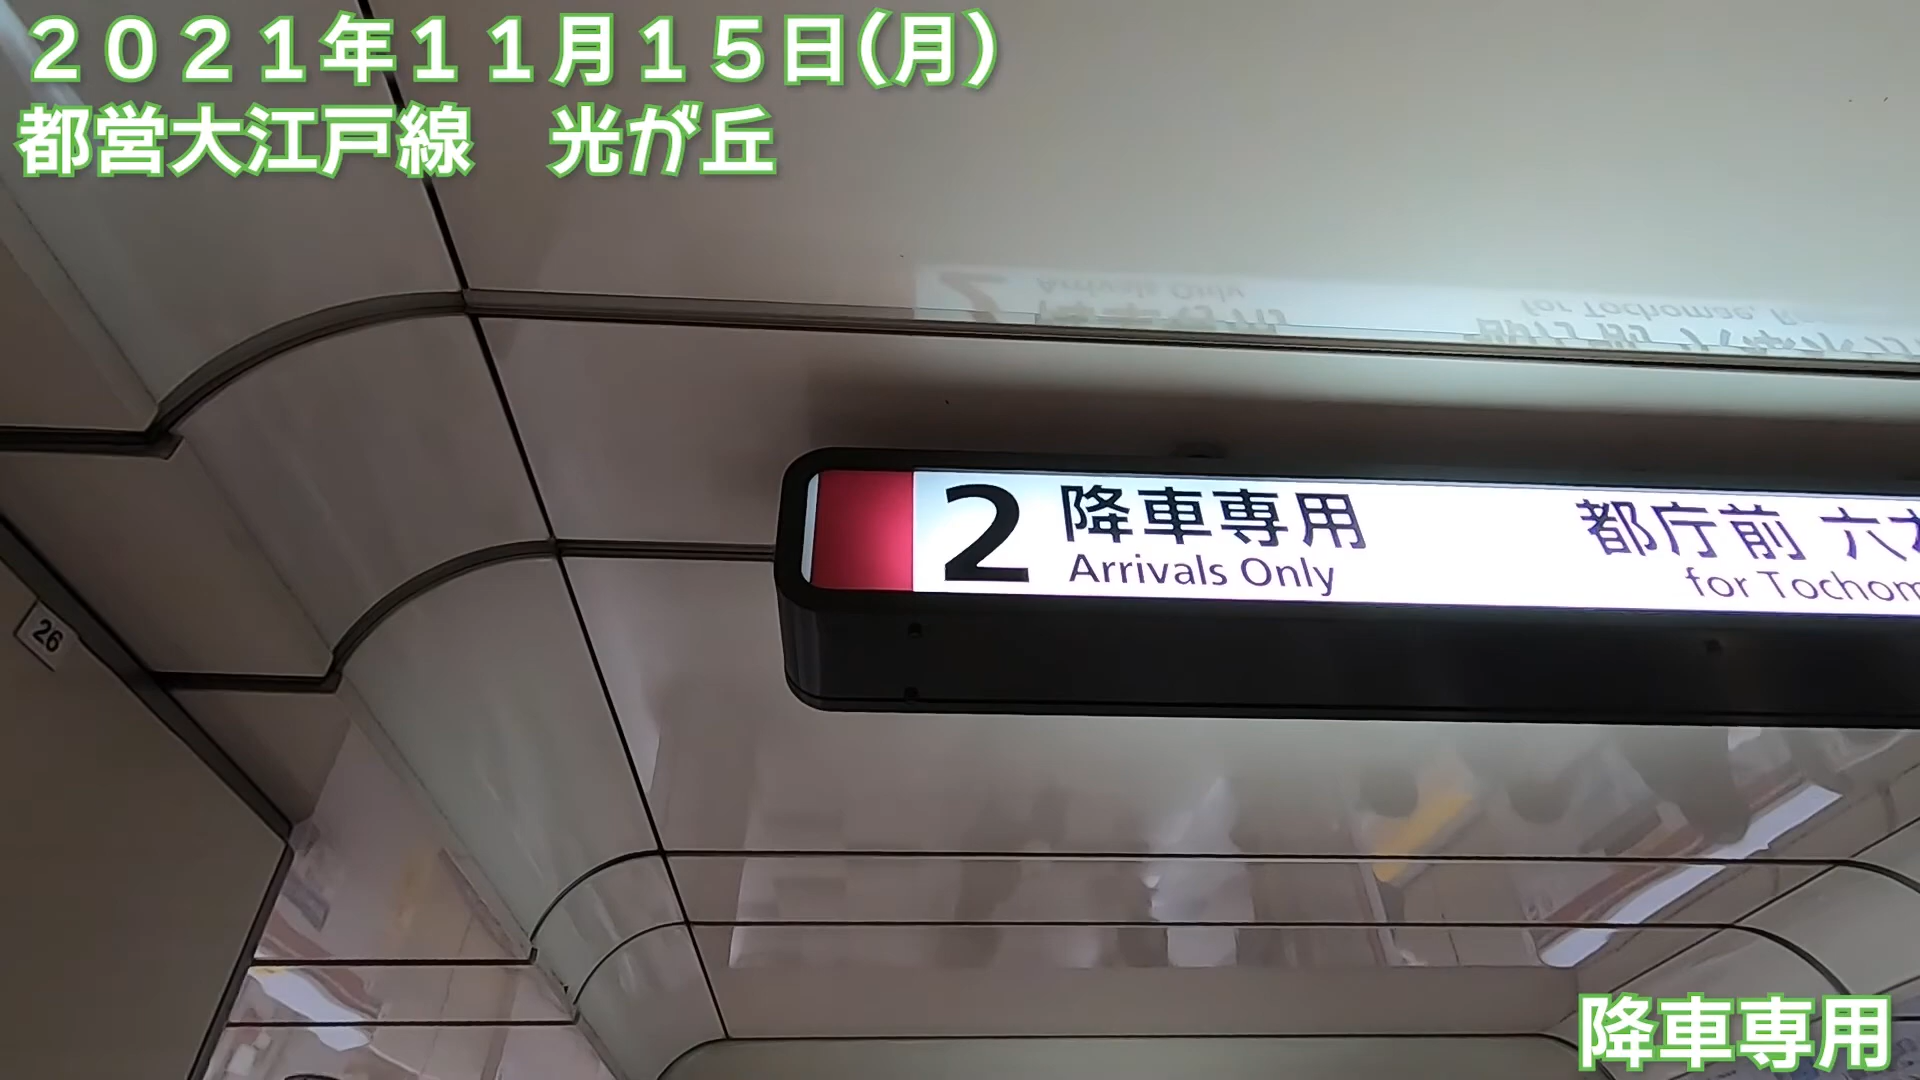 ２０２１年１１月１５日(月)
都営大江戸線　光が丘
2 降車専用 都庁前 六
Arrivals Only for Tochom
26
降車専用